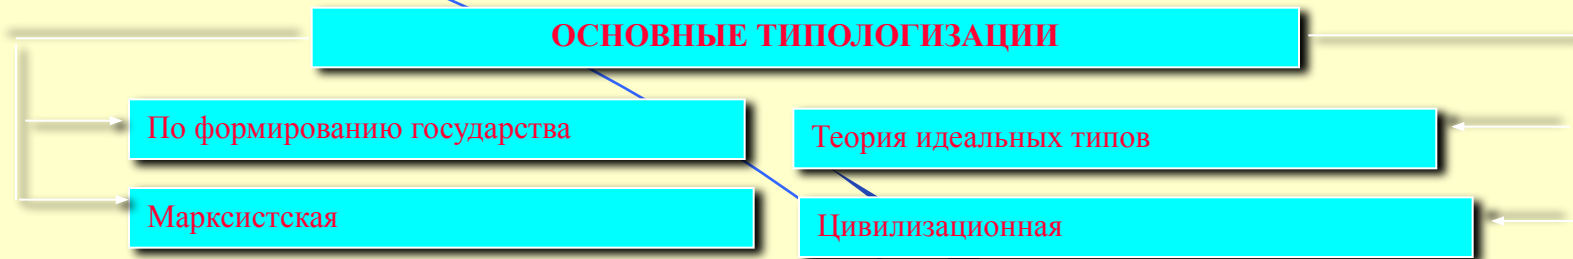 ОСНОВНЫЕ ТИПОЛОГИЗАЦИИ
По формированию государства
Теория идеальных типов
Марксистская
Цивилизационная